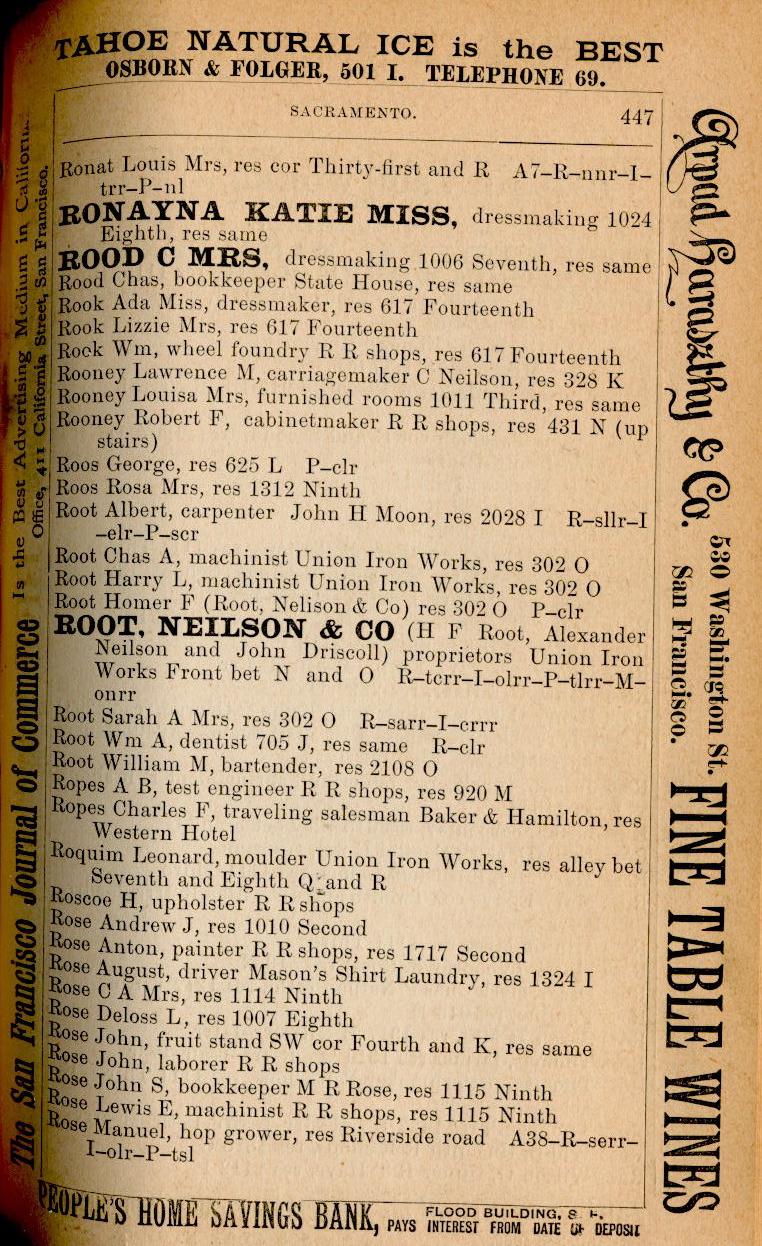 TAHOE NATURAL ICE is the BEST
OSBORN & FOLGER, 501 I. TELEPHONE 69.
SACRAMENTO. 447
Ronat Louis Mrs, res cor Thirty-first and R A7–R–nnr–I–
trr–P–nl
RONAYNA KATIE MISS, dressmaking 1024
Eighth, res same
ROOD C MRS, dressmaking 1006 Seventh, res same
Rood Chas, bookkeeper State House, res same
Rook Ada Miss, dressmaker, res 617 Fourteenth
Rook Lizzie Mrs, res 617 Fourteenth
Rock Wm, wheel foundry R R shops, res 617 Fourteenth
Rooney Lawrence M, carriagemaker C Neilson, res 328 K
Rooney Louisa Mrs, furnished rooms 1011 Third, res same
Rooney Robert F, cabinetmaker R R shops, res 431 N (up
stairs)
Roos George, res 625 L P–clr
Roos Rosa Mrs, res 1312 Ninth
Root Albert, carpenter John H Moon, res 2028 I R–sllr–I
–elr–P–scr
Root Chas A, machinist Union Iron Works, res 302 O
Root Harry L, machinist Union Iron Works, res 302 O
Root Homer F (Root, Nelison & Co) res 302 O P–clr
ROOT, NEILSON & CO (H F Root, Alexander
Neilson and John Driscoll) proprietors Union Iron
Works Front bet N and O R–tcrr–I–olrr–P–tlrr–M–
onrr
Root Sarah A Mrs, res 302 O R–sarr–I–crrr
Root Wm A, dentist 705 J, res same R–clr
Root William M, bartender, res 2108 O
Ropes A B, test engineer R R shops, res 920 M
Ropes Charles F, traveling salesman Baker & Hamilton, res
Western Hotel
Roquim Leonard, moulder Union Iron Works, res alley bet
Seventh and Eighth Q and R
Roscoe H, upholster R R shops
Rose Andrew J, res 1010 Second
Rose Anton, painter R R shops, res 1717 Second
Rose August, driver Mason's Shirt Laundry, res 1324 I
Rose C A Mrs, res 1114 Ninth
Rose Deloss L, res 1007 Eighth
Rose John, fruit stand SW cor Fourth and K, res same
Rose John, laborer R R shops
Rose John S, bookkeeper M R Rose, res 1115 Ninth
Rose Lewis E, machinist R R shops, res 1115 Ninth
Rose Manuel, hop grower, res Riverside road A38–R–serr–
I–olr–P–tsl
PEOPLE'S HOME SAVINGS BANK, FLOOD BUILDING, S. F.
PAYS INTEREST FROM DATE OF DEPOSIT
The San Francisco Journal of Commerce Is the Best Advertising Medium in
Office, 411 California Street, San Francisco.
Arpad Haraszthy & Co. 530 Washington St.
San Francisco. FINE TABLE WINES